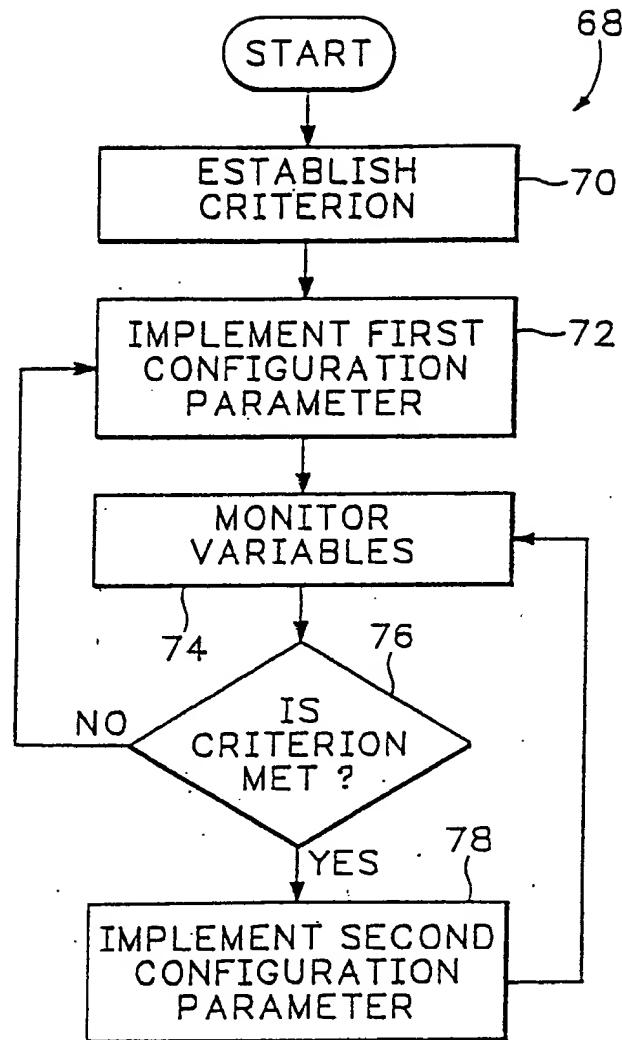 START
68
ESTABLISH
CRITERION
70
IMPLEMENT FIRST
CONFIGURATION
PARAMETER
72
MONITOR
VARIABLES
74
76
IS
CRITERION
MET ?
NO
YES
78
IMPLEMENT SECOND
CONFIGURATION
PARAMETER